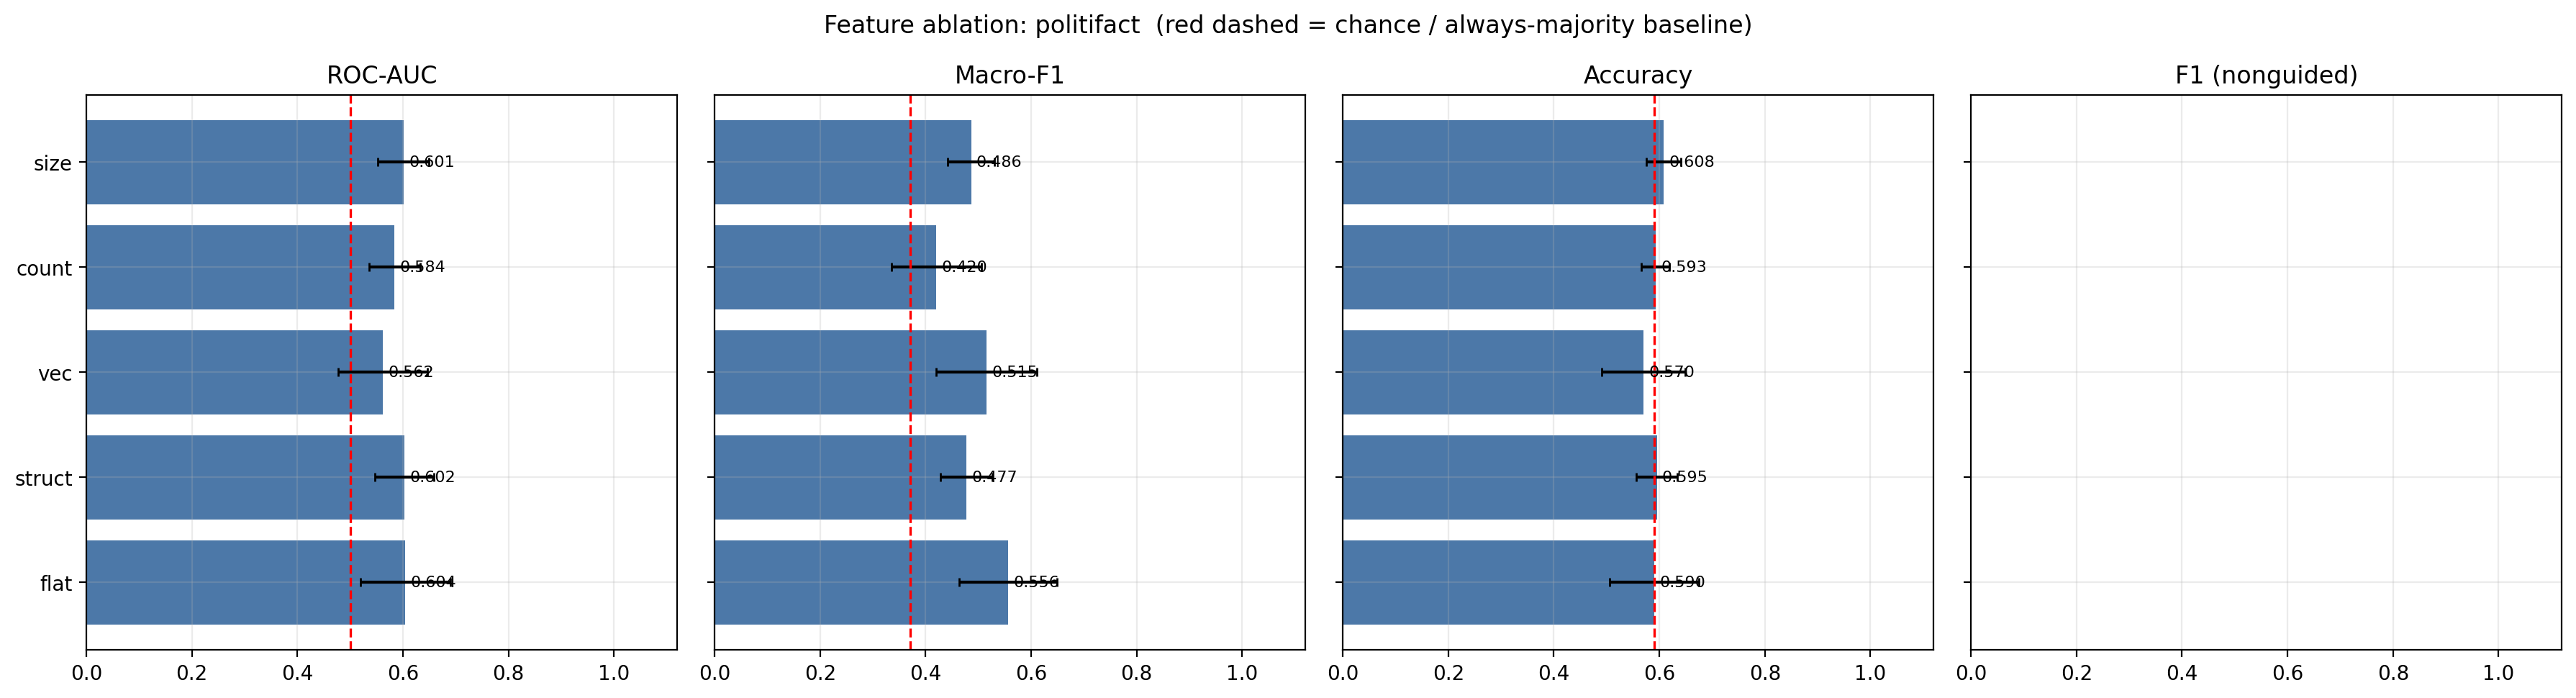 Feature ablation: politifact (red dashed = chance / always-majority baseline)
ROC-AUC
Macro-F1
Accuracy
F1 (nonguided)
size
count
vec
struct
flat
0.601
0.584
0.562
0.602
0.604
0.486
0.420
0.515
0.477
0.556
0.608
0.593
0.570
0.595
0.590
0.0 0.2 0.4 0.6 0.8 1.0
0.0 0.2 0.4 0.6 0.8 1.0
0.0 0.2 0.4 0.6 0.8 1.0
0.0 0.2 0.4 0.6 0.8 1.0